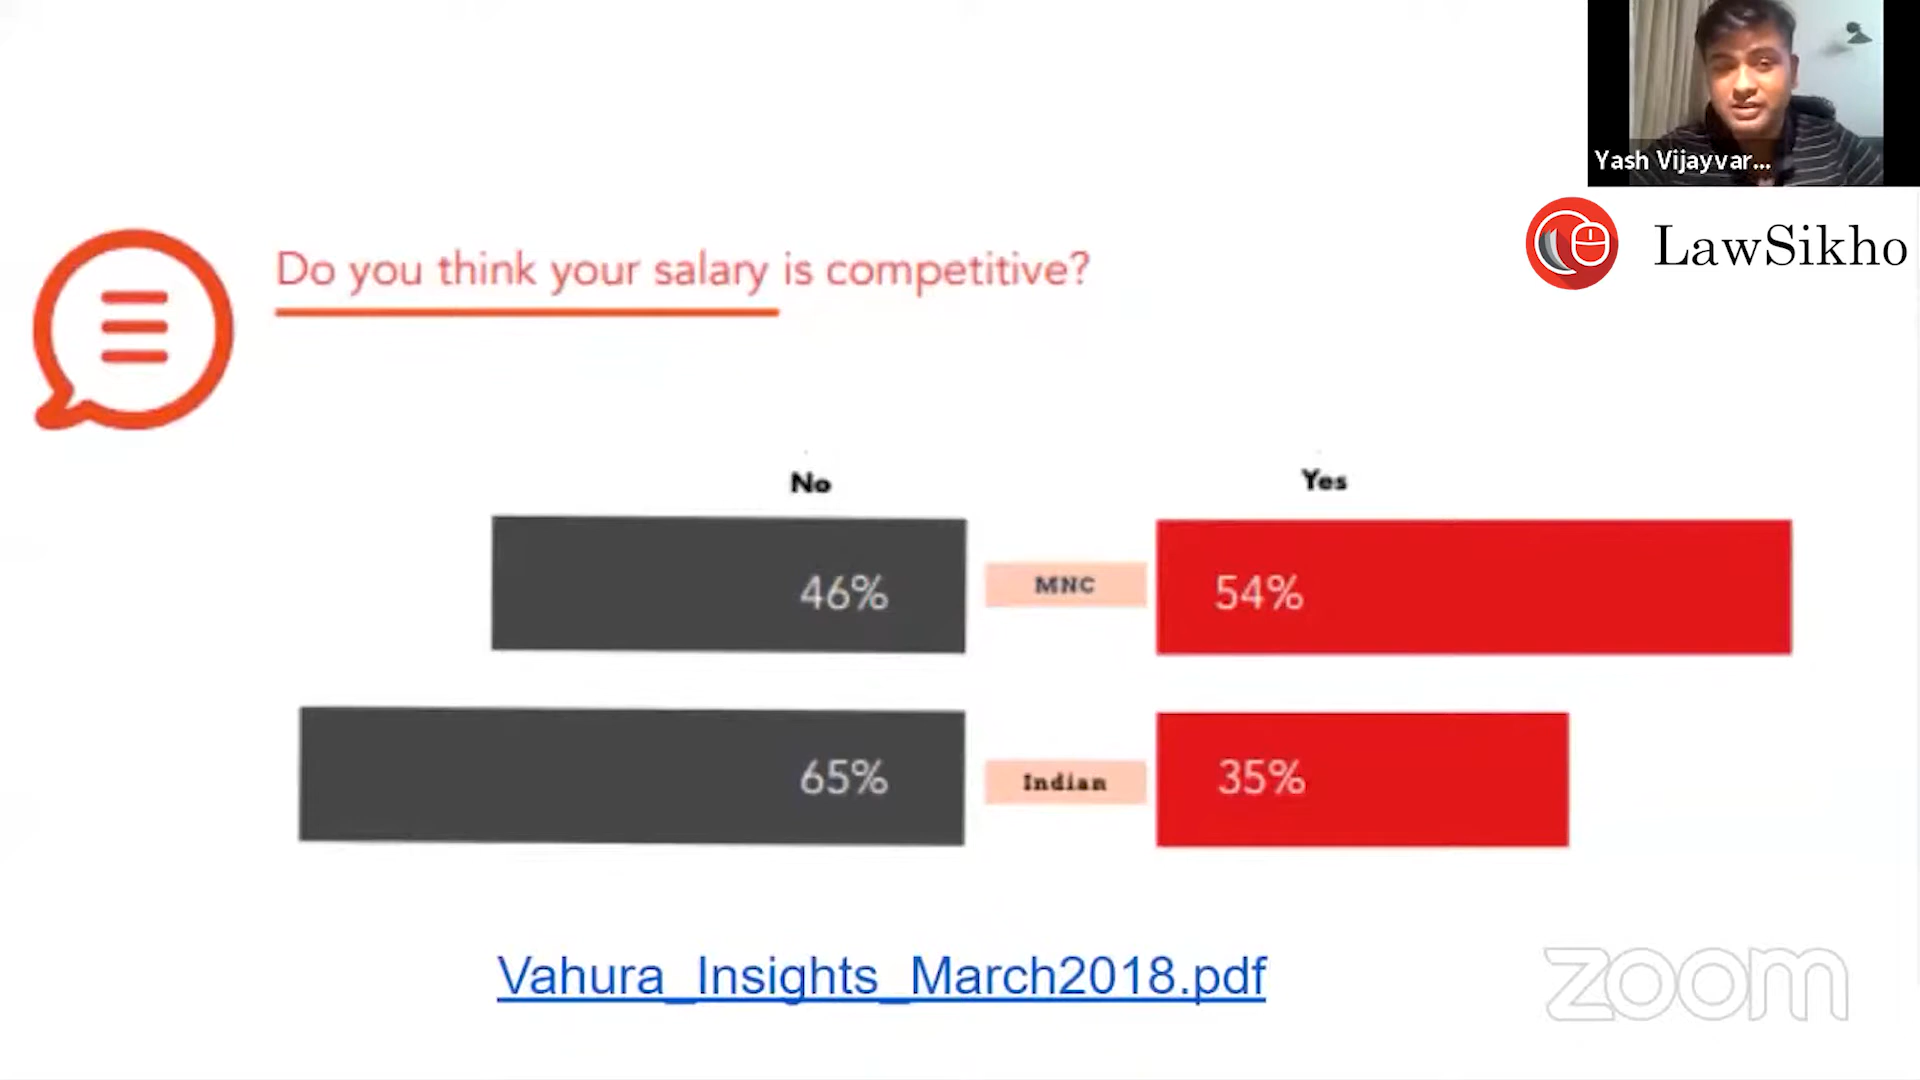 Yash Vijayvar...
LawSikho
Do you think your salary is competitive?
No
Yes
46%
MNC
54%
65%
Indian
35%
Vahura_Insights_March2018.pdf
zoom